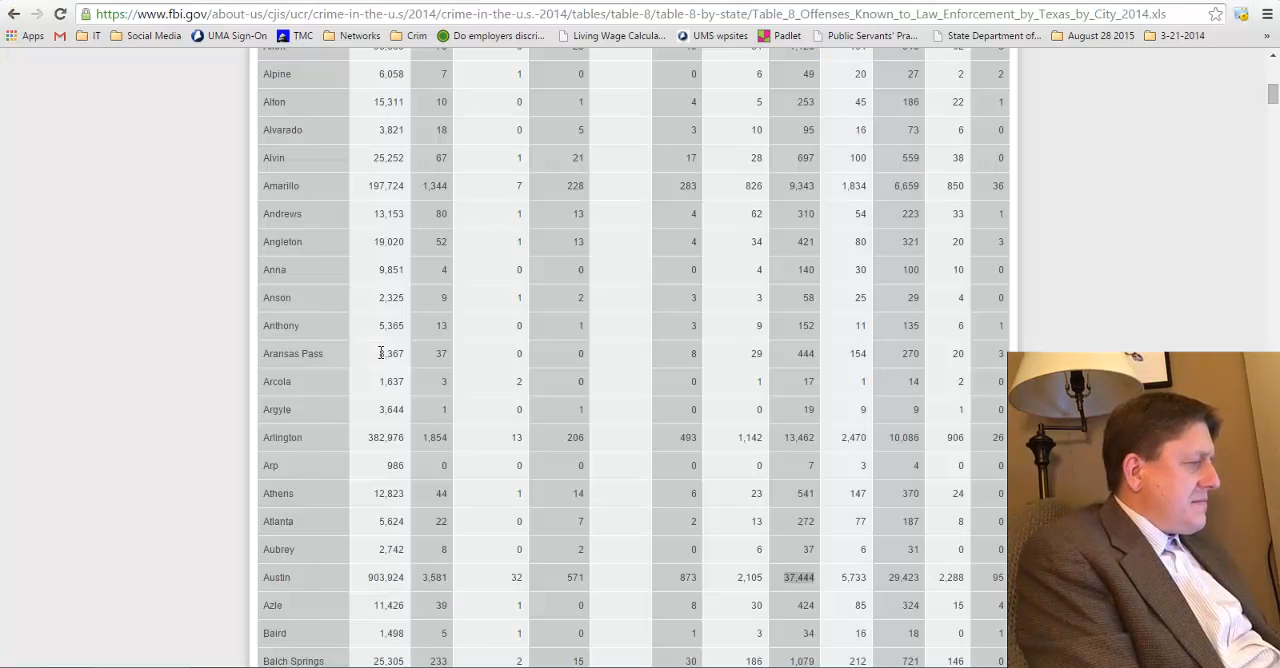 https://www.fbi.gov/about-us/cjis/ucr/crime-in-the-u.s/2014/crime-in-the-u.s.-2014/tables/table-8/table-8-by-state/Table_8_Offenses_Known_to_Law_Enforcement_by_Texas_by_City_2014.xls
Apps IT Social Media UMA Sign-On TMC Networks Crim Do employers discri... Living Wage Calcula... UMS wpsites Padlet Public Servants' Pra... State Department of... August 28 2015 3-21-2014 »
Alpine 6,058 7 1 0 0 6 49 20 27 2 2
Alton 15,311 10 0 1 4 5 253 45 186 22 1
Alvarado 3,821 18 0 5 3 10 95 16 73 6 0
Alvin 25,252 67 1 21 17 28 697 100 559 38 0
Amarillo 197,724 1,344 7 228 283 826 9,343 1,834 6,659 850 36
Andrews 13,153 80 1 13 4 62 310 54 223 33 1
Angleton 19,020 52 1 13 4 34 421 80 321 20 3
Anna 9,851 4 0 0 0 4 140 30 100 10 0
Anson 2,325 9 1 2 3 3 58 25 29 4 0
Anthony 5,365 13 0 1 3 9 152 11 135 6 1
Aransas Pass ,367 37 0 0 8 29 444 154 270 20 3
Arcola 1,637 3 2 0 0 1 17 1 14 2 0
Argyle 3,644 1 0 1 0 0 19 9 9 1 0
Arlington 382,976 1,854 13 206 493 1,142 13,462 2,470 10,086 906 26
Arp 986 0 0 0 0 0 7 3 4 0 0
Athens 12,823 44 1 14 6 23 541 147 370 24 0
Atlanta 5,624 22 0 7 2 13 272 77 187 8 0
Aubrey 2,742 8 0 2 0 6 37 6 31 0 0
Austin 903,924 3,581 32 571 873 2,105 37,444 5,733 29,423 2,288 95
Azle 11,426 39 1 0 8 30 424 85 324 15 4
Baird 1,498 5 1 0 1 3 34 16 18 0 1
Balch Springs 25,305 233 2 15 30 186 1,079 212 721 146 0